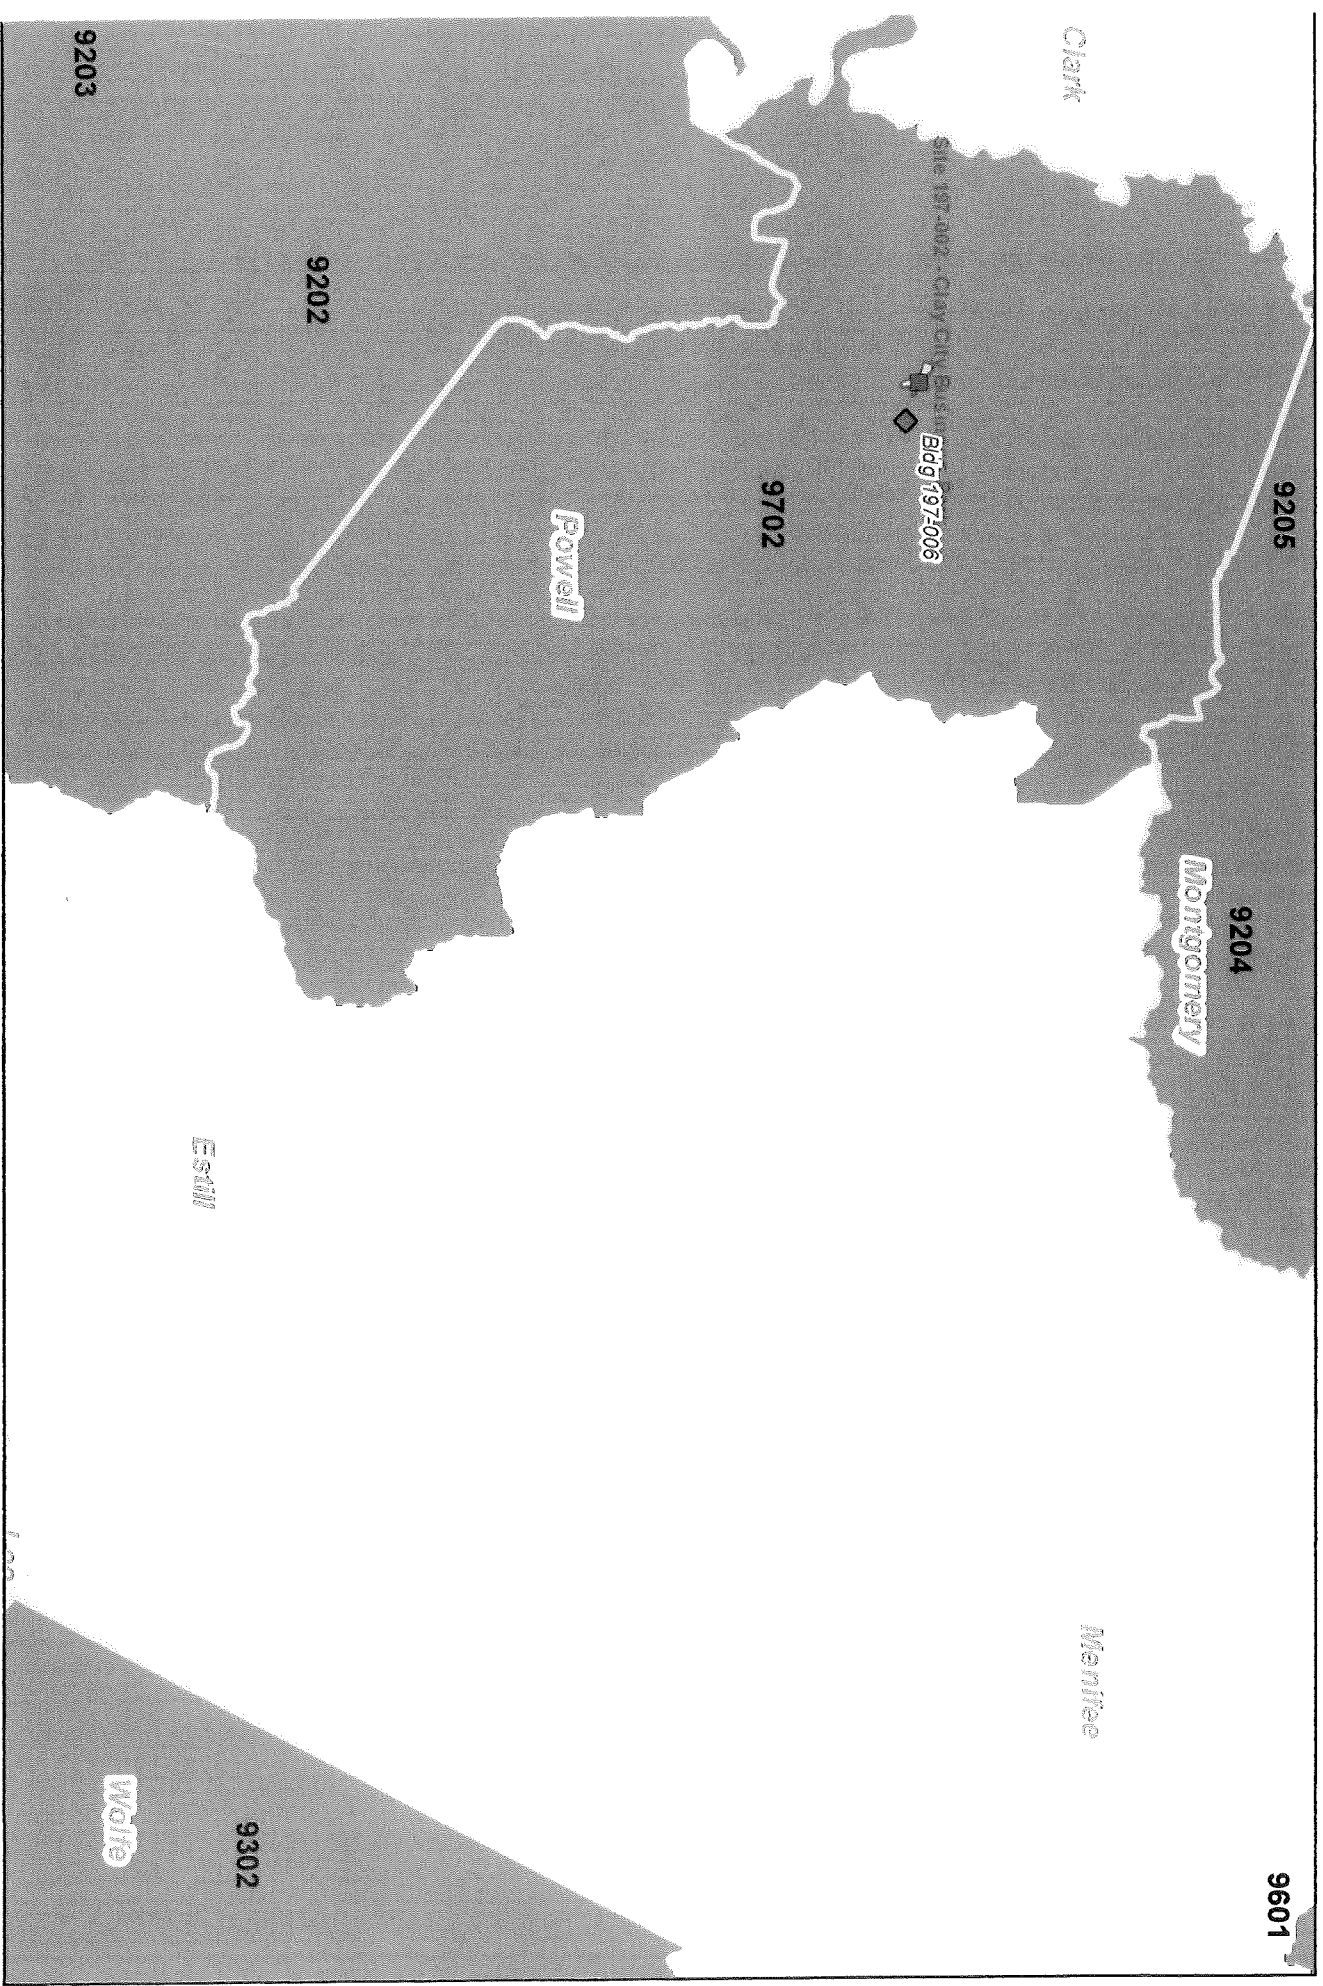 9205
9601
9204
Montgomery
Menifee
Clark
Site 197-002 - Clay City
Bldg 197-006
9702
Powell
9202
9302
Estill
Wolfe
9203